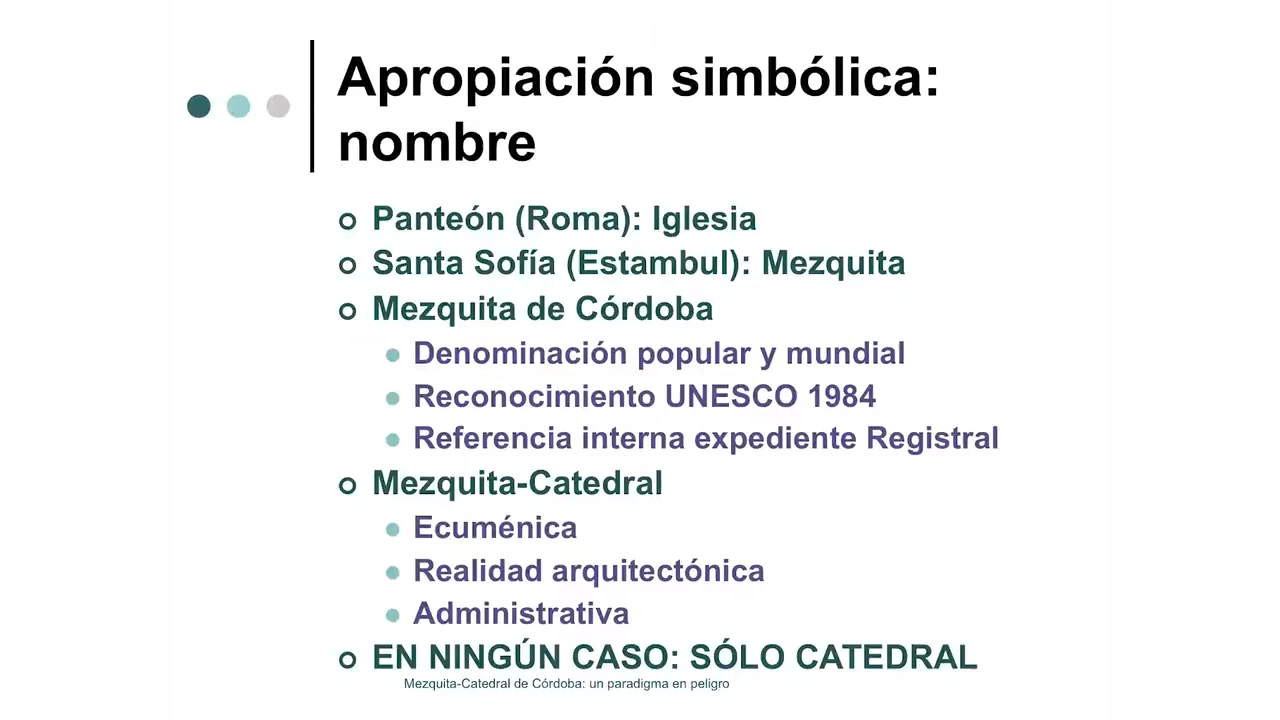 Apropiación simbólica:
nombre
Panteón (Roma): Iglesia
Santa Sofía (Estambul): Mezquita
Mezquita de Córdoba
Denominación popular y mundial
Reconocimiento UNESCO 1984
Referencia interna expediente Registral
Mezquita-Catedral
Ecuménica
Realidad arquitectónica
Administrativa
EN NINGÚN CASO: SÓLO CATEDRAL
Mezquita-Catedral de Córdoba: un paradigma en peligro